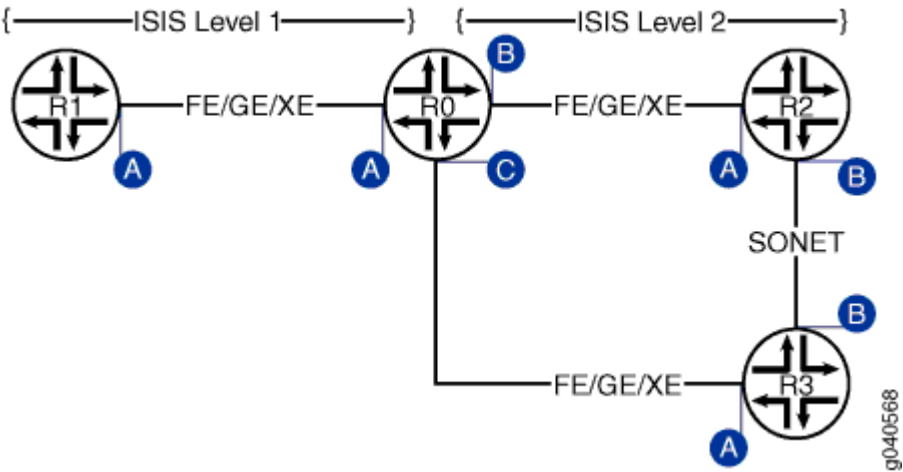 { ISIS Level 1 } { ISIS Level 2 }
B
R1 FE/GE/XE R0 FE/GE/XE R2
A A C A B
SONET
B
FE/GE/XE R3
A
g040568